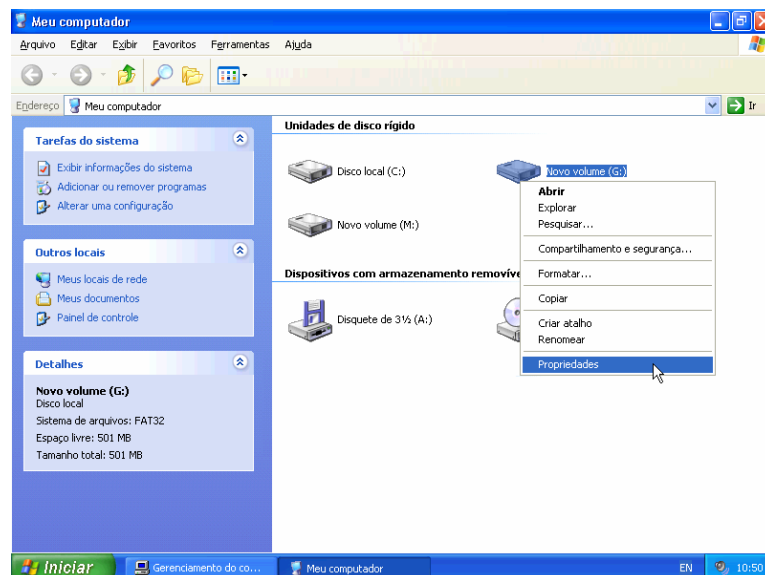 Meu computador
Arquivo Editar Exibir Favoritos Ferramentas Ajuda
Endereço Meu computador Ir
Tarefas do sistema
Exibir informações do sistema
Adicionar ou remover programas
Alterar uma configuração
Outros locais
Meus locais de rede
Meus documentos
Painel de controle
Detalhes
Novo volume (G:)
Disco local
Sistema de arquivos: FAT32
Espaço livre: 501 MB
Tamanho total: 501 MB
Unidades de disco rígido
Disco local (C:)
Novo volume (G:)
Novo volume (M:)
Dispositivos com armazenamento removíve
Disquete de 3½ (A:)
Abrir
Explorar
Pesquisar...
Compartilhamento e segurança...
Formatar...
Copiar
Criar atalho
Renomear
Propriedades
Iniciar Gerenciamento do co... Meu computador EN 10:50